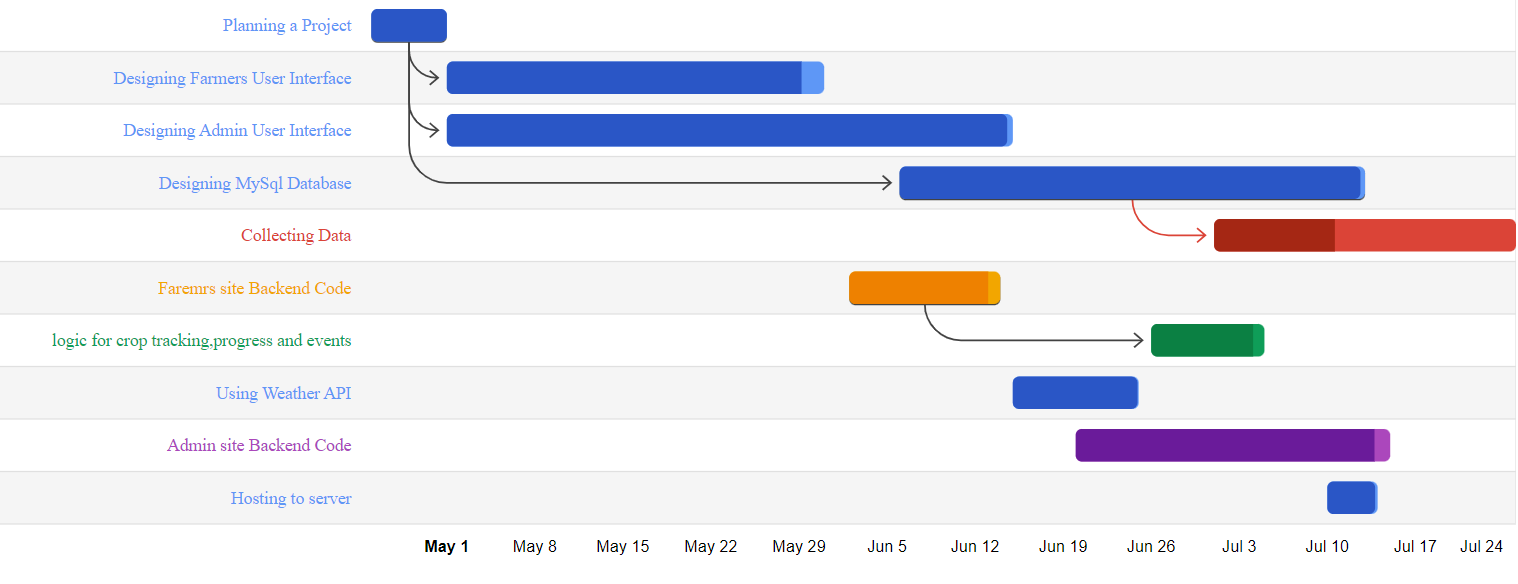 Planning a Project
Designing Farmers User Interface
Designing Admin User Interface
Designing MySql Database
Collecting Data
Faremrs site Backend Code
logic for crop tracking,progress and events
Using Weather API
Admin site Backend Code
Hosting to server
May 1 May 8 May 15 May 22 May 29 Jun 5 Jun 12 Jun 19 Jun 26 Jul 3 Jul 10 Jul 17 Jul 24